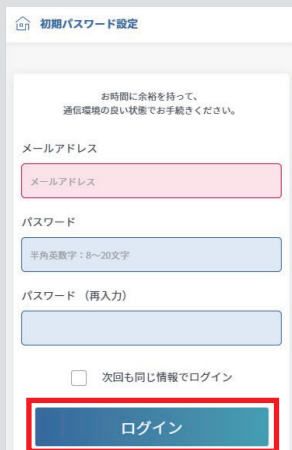 初期パスワード設定
お時間に余裕を持って、
通信環境の良い状態でお手続きください。
メールアドレス
メールアドレス
パスワード
半角英数字：8〜20文字
パスワード （再入力）
次回も同じ情報でログイン
ログイン